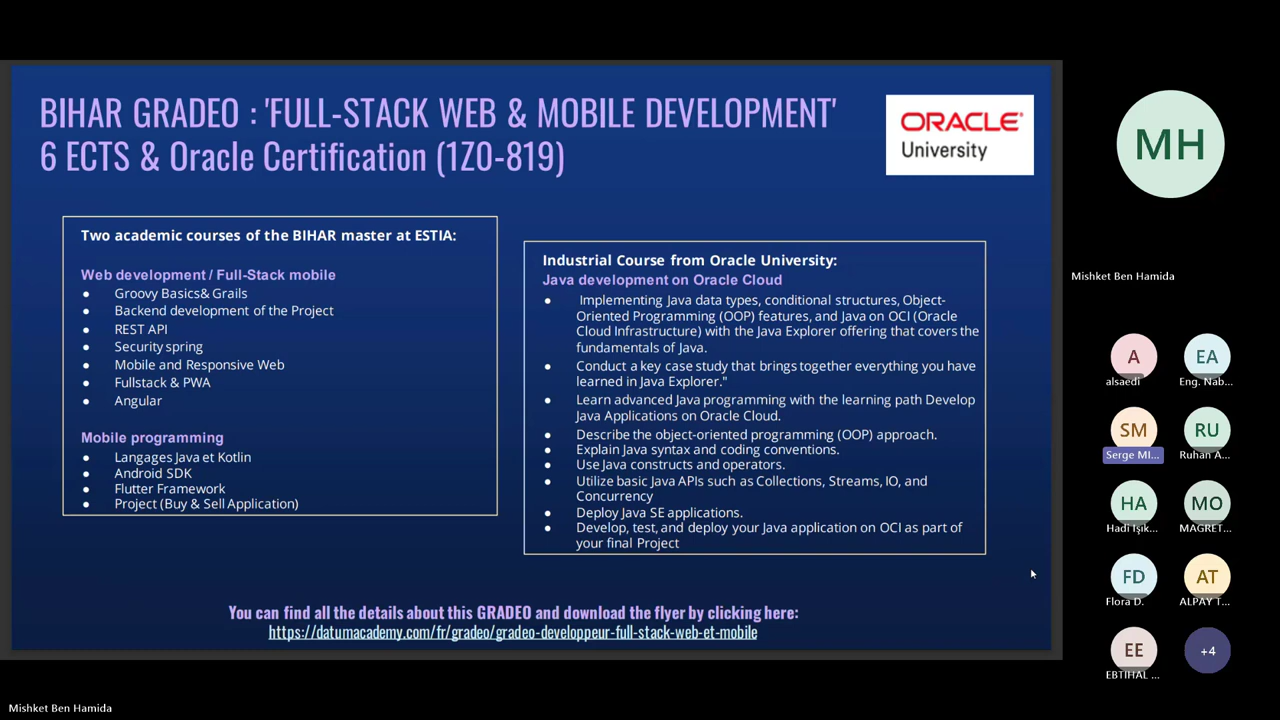 BIHAR GRADEO : 'FULL-STACK WEB & MOBILE DEVELOPMENT'
6 ECTS & Oracle Certification (1Z0-819)
ORACLE®
University
Two academic courses of the BIHAR master at ESTIA:
Web development / Full-Stack mobile
● Groovy Basics& Grails
● Backend development of the Project
● REST API
● Security spring
● Mobile and Responsive Web
● Fullstack & PWA
● Angular
Mobile programming
● Langages Java et Kotlin
● Android SDK
● Flutter Framework
● Project (Buy & Sell Application)
Industrial Course from Oracle University:
Java development on Oracle Cloud
● Implementing Java data types, conditional structures, Object-
Oriented Programming (OOP) features, and Java on OCI (Oracle
Cloud Infrastructure) with the Java Explorer offering that covers the
fundamentals of Java.
● Conduct a key case study that brings together everything you have
learned in Java Explorer."
● Learn advanced Java programming with the learning path Develop
Java Applications on Oracle Cloud.
● Describe the object-oriented programming (OOP) approach.
● Explain Java syntax and coding conventions.
● Use Java constructs and operators.
● Utilize basic Java APIs such as Collections, Streams, IO, and
Concurrency
● Deploy Java SE applications.
● Develop, test, and deploy your Java application on OCI as part of
your final Project
You can find all the details about this GRADEO and download the flyer by clicking here:
https://datumacademy.com/fr/gradeo/gradeo-developpeur-full-stack-web-et-mobile
MH
Mishket Ben Hamida
A
alsaedi
EA
Eng. Nab...
SM
Serge MI...
RU
Ruhan A...
HA
Hadi Işık...
MO
MAGRET...
FD
Flora D.
AT
ALPAY T...
EE
EBTIHAL ...
+4
Mishket Ben Hamida